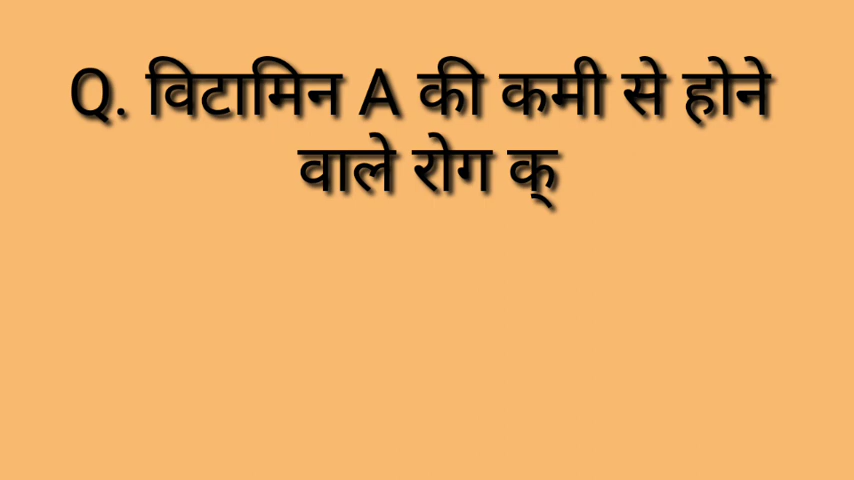 Q. विटामिन A की कमी से होने
वाले रोग क्